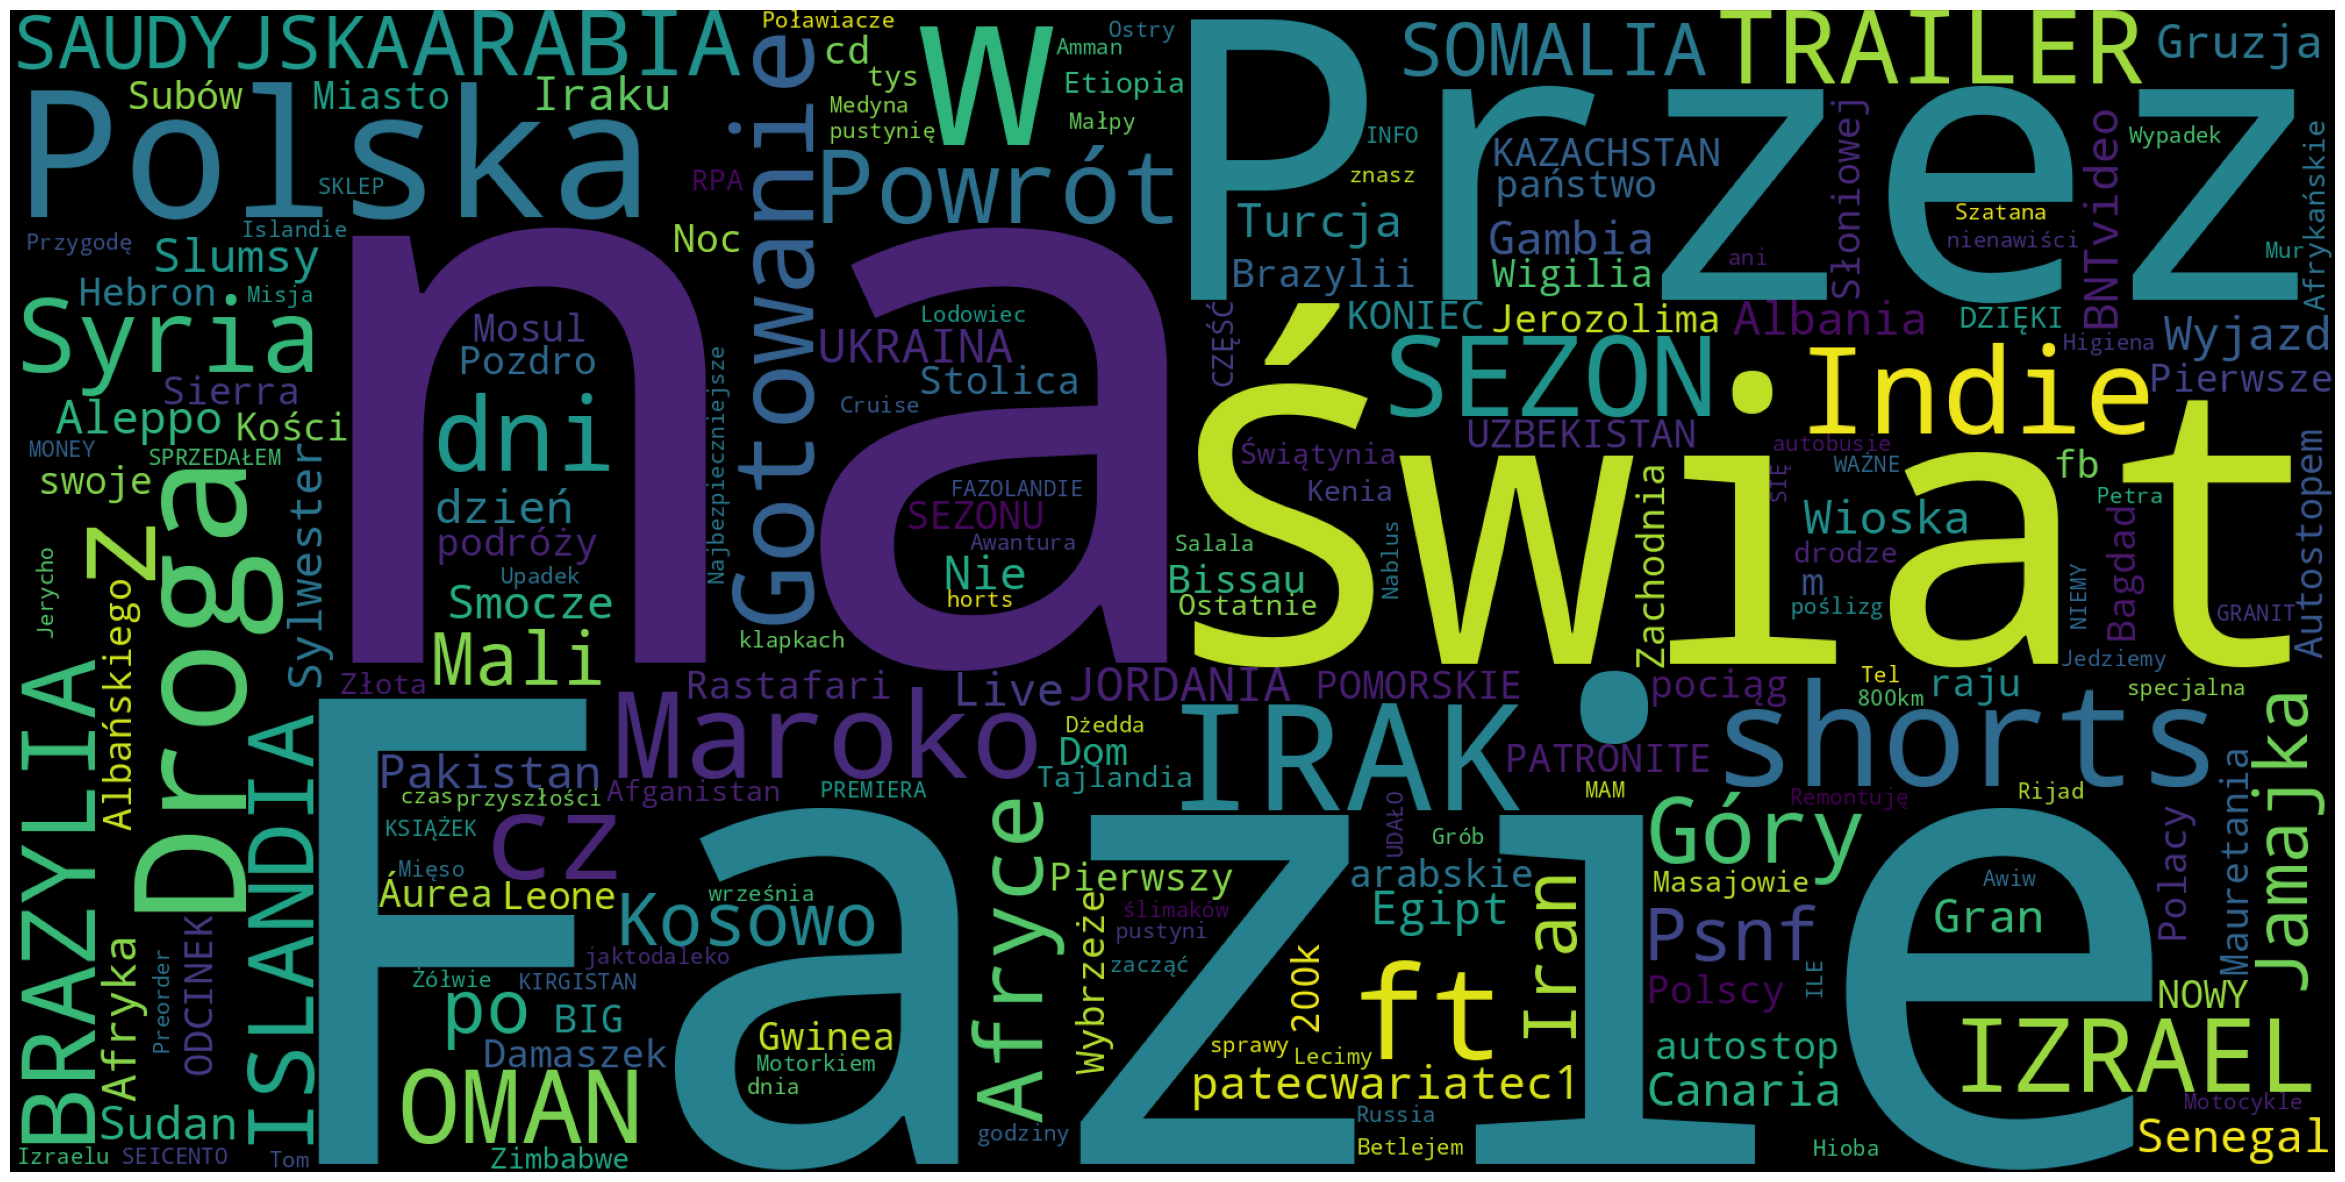 SAUDYJSKA ARABIA
Poławiacze
cd
tys
Medyna
pustynię
W
Ostry
Amman
Etiopia
Małpy
Przez
SOMALIA
TRAILER
Gruzja
Subów
Miasto
Iraku
Polska
SKLEP
RPA
Gotowanie
Powrót
INFO
znasz
KAZACHSTAN
państwo
Słoniowej
BNTvideo
Wypadek
Afrykańskie
Przygodę
Islandie
Slumsy
Noc
Turcja
Gambia
Szatana
nienawiści
ani
Mur
Hebron
Misja
Brazylii
Wigilia
Syria
na
Mosul
Pozdro
UKRAINA
Lodowiec
Stolica
CZĘŚĆ
KONIEC
Jerozolima
Albania
DZIĘKI
Higiena
Wyjazd
Pierwsze
Sierra
Aleppo
Kości
dni
Najbezpieczniejsze
Cruise
Świat
SEZON
Indie
MONEY
SPRZEDAŁEM
swoje
Sylwester
dzień
podróży
FAZOLANDIE
SEZONU
Awantura
Świątynia
Kenia
UZBEKISTAN
autobusie
WAŻNE
SIĘ
fb
Petra
Autostopem
Z
Droga
Upadek
Smocze
Nie
horts
Salala
Bissau
Ostatnie
Nablus
Zachodnia
Wioska
drodze
m
poślizg
NIEMY
Bagdad
GRANIT
Jerycho
Albańskiego
Mali
klapkach
Jedziemy
BRAZYLIA
ISLANDIA
Złota
Rastafari
Live
JORDANIA
POMORSKIE
pociąg
Tel
800km
raju
specjalna
Fazie
Maroko
Dżedda
Dom
IRAK
PATRONITE
shorts
Jamajka
Pakistan
czas
przyszłości
Afganistan
PREMIERA
Tajlandia
MAM
Remontuję
Rijad
Mauretania
KSIĄŻEK
cz
Afryce
UDAŁO
Grób
Góry
Polacy
Mięso
Áurea
Leone
września
Kosowo
Pierwszy
ślimaków
pustyni
arabskie
Egipt
Iran
Masajowie
Awiw
Psnf
Gran
Afryka
Preorder
ODCINEK
jaktodaleko
Żółwie
KIRGISTAN
Wybrzeże
zacząć
200k
ft
Polscy
ILE
NOWY
po
BIG
Damaszek
Gwinea
Motorkiem
dnia
sprawy
Lecimy
autostop
IZRAEL
OMAN
patecwariatec1
Canaria
Sudan
godziny
Russia
Motocykle
Izraelu
SEICENTO
Tom
Zimbabwe
Betlejem
Hioba
Senegal